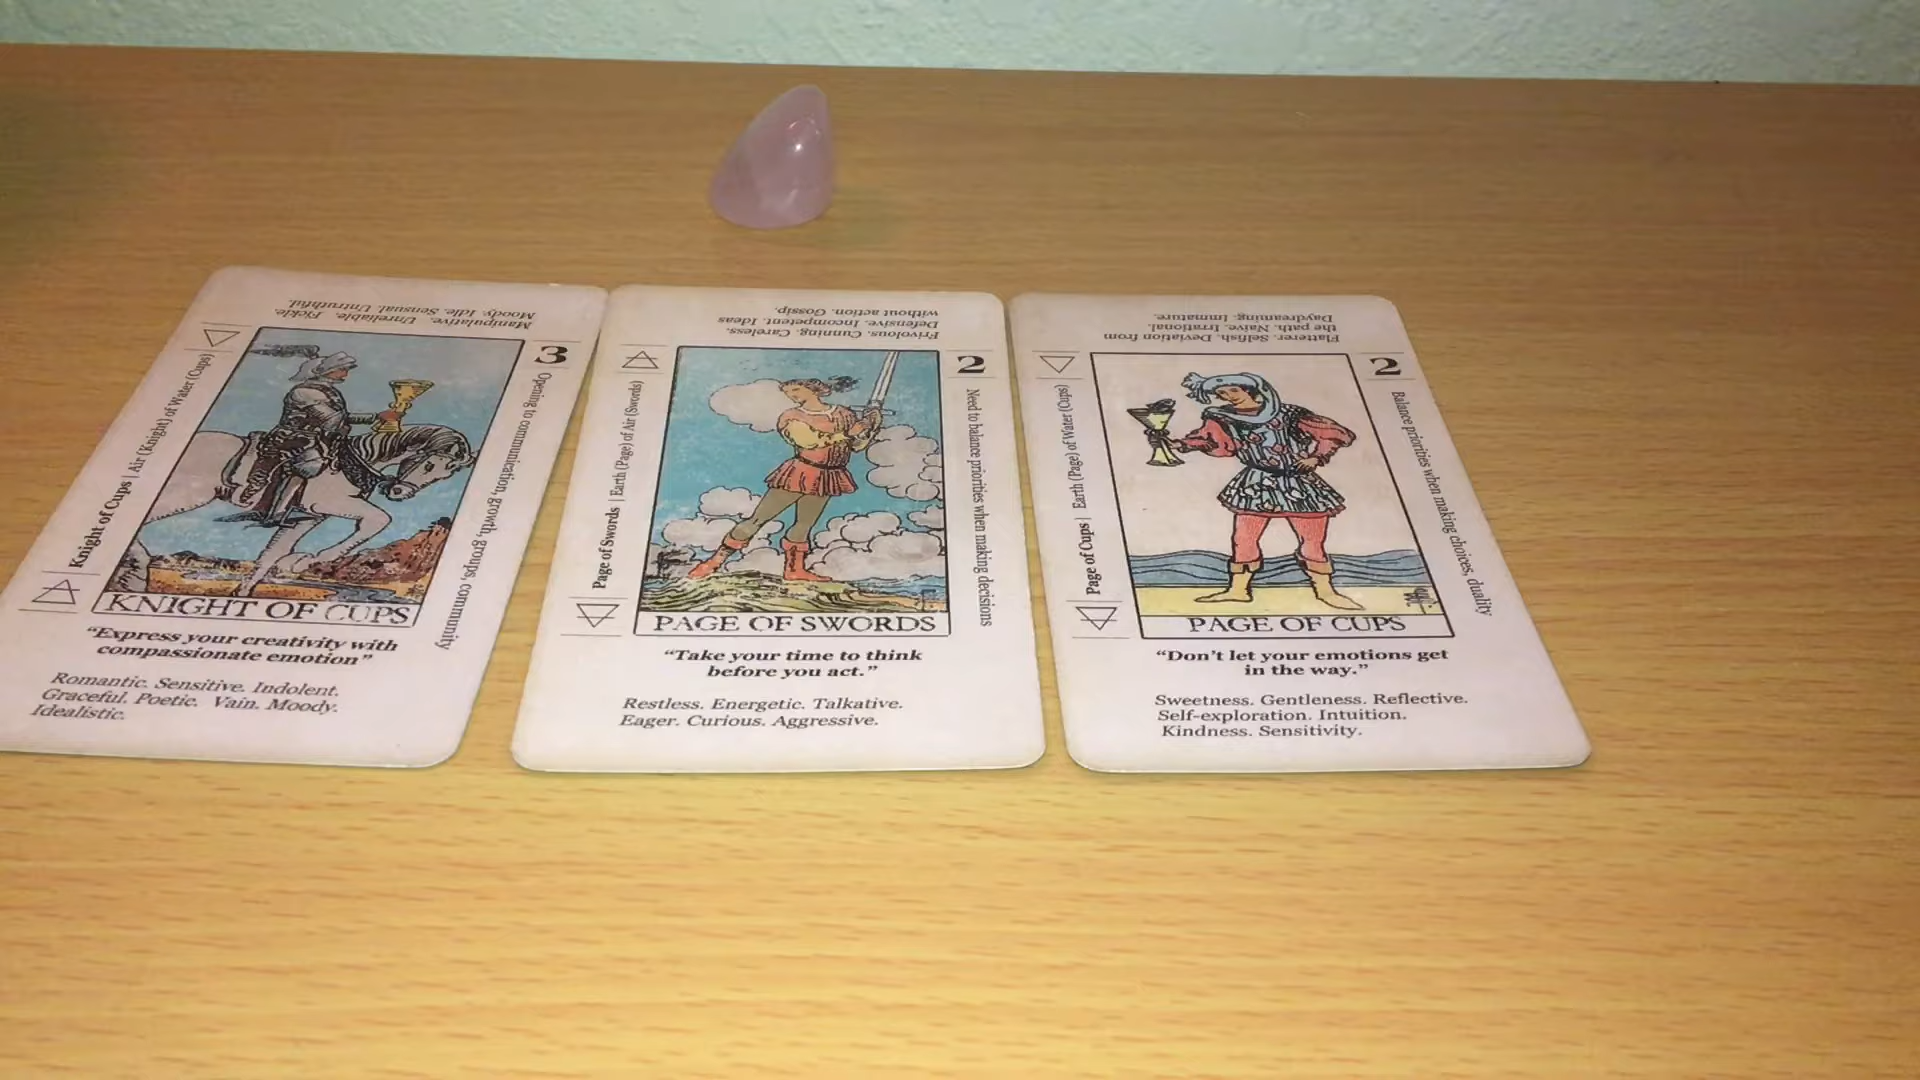 Manipulative. Unreliable. Fickle.
Moody. Idle. Sensual. Untruthful.
3
Knight of Cups | Air (Knight) of Water (Cups)
Opening to communication, growth, groups, community
KNIGHT OF CUPS
“Express your creativity with
compassionate emotion”
Romantic. Sensitive. Indolent.
Graceful. Poetic. Vain. Moody.
Idealistic.
Frivolous. Cunning. Careless.
Defensive. Incompetent. Ideas
without action. Gossip.
2
Page of Swords | Earth (Page) of Air (Swords)
Need to balance priorities when making decisions
PAGE OF SWORDS
“Take your time to think
before you act.”
Restless. Energetic. Talkative.
Eager. Curious. Aggressive.
Flatterer. Selfish. Deviation from
the path. Naive. Irrational.
Daydreaming. Immature.
2
Page of Cups | Earth (Page) of Water (Cups)
Balance priorities when making choices, duality
PAGE OF CUPS
“Don't let your emotions get
in the way.”
Sweetness. Gentleness. Reflective.
Self-exploration. Intuition.
Kindness. Sensitivity.